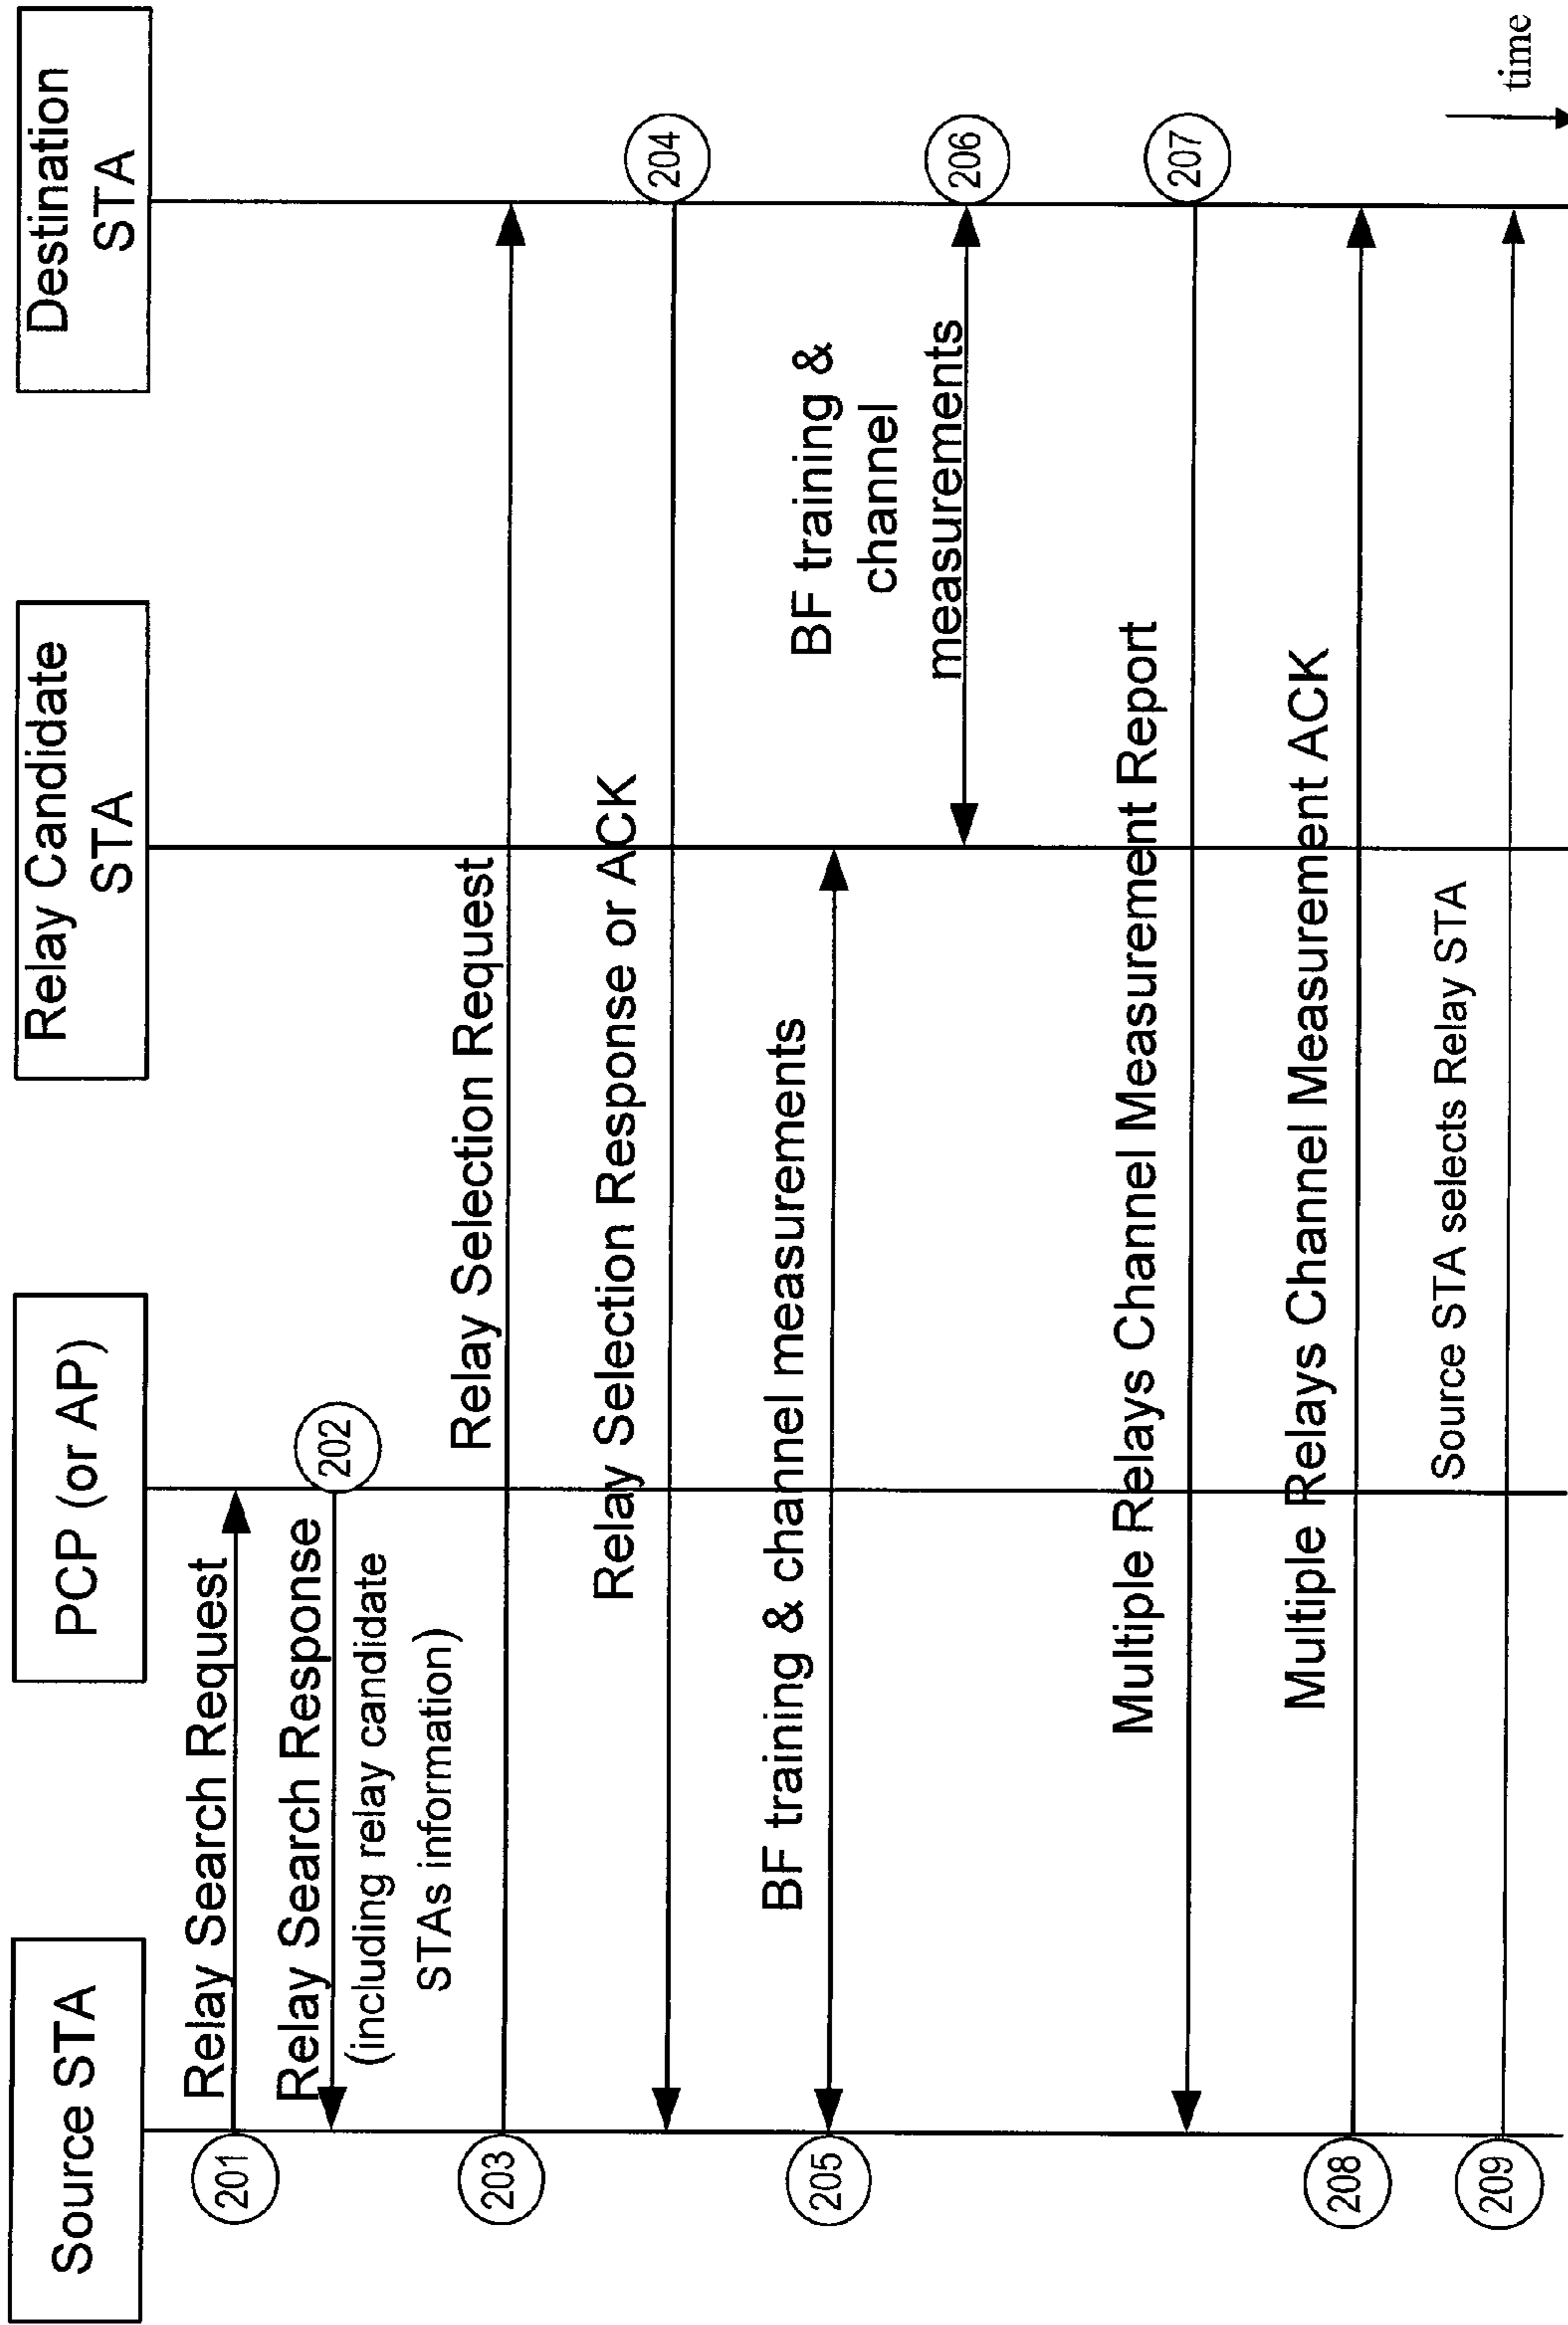 Source STA
PCP (or AP)
Relay Candidate
STA
Destination
STA
201
Relay Search Request
202
Relay Search Response
(including relay candidate
STAs information)
203
Relay Selection Request
204
Relay Selection Response or ACK
205
BF training & channel measurements
206
BF training &
channel
measurements
207
Multiple Relays Channel Measurement Report
208
Multiple Relays Channel Measurement ACK
209
Source STA selects Relay STA
time